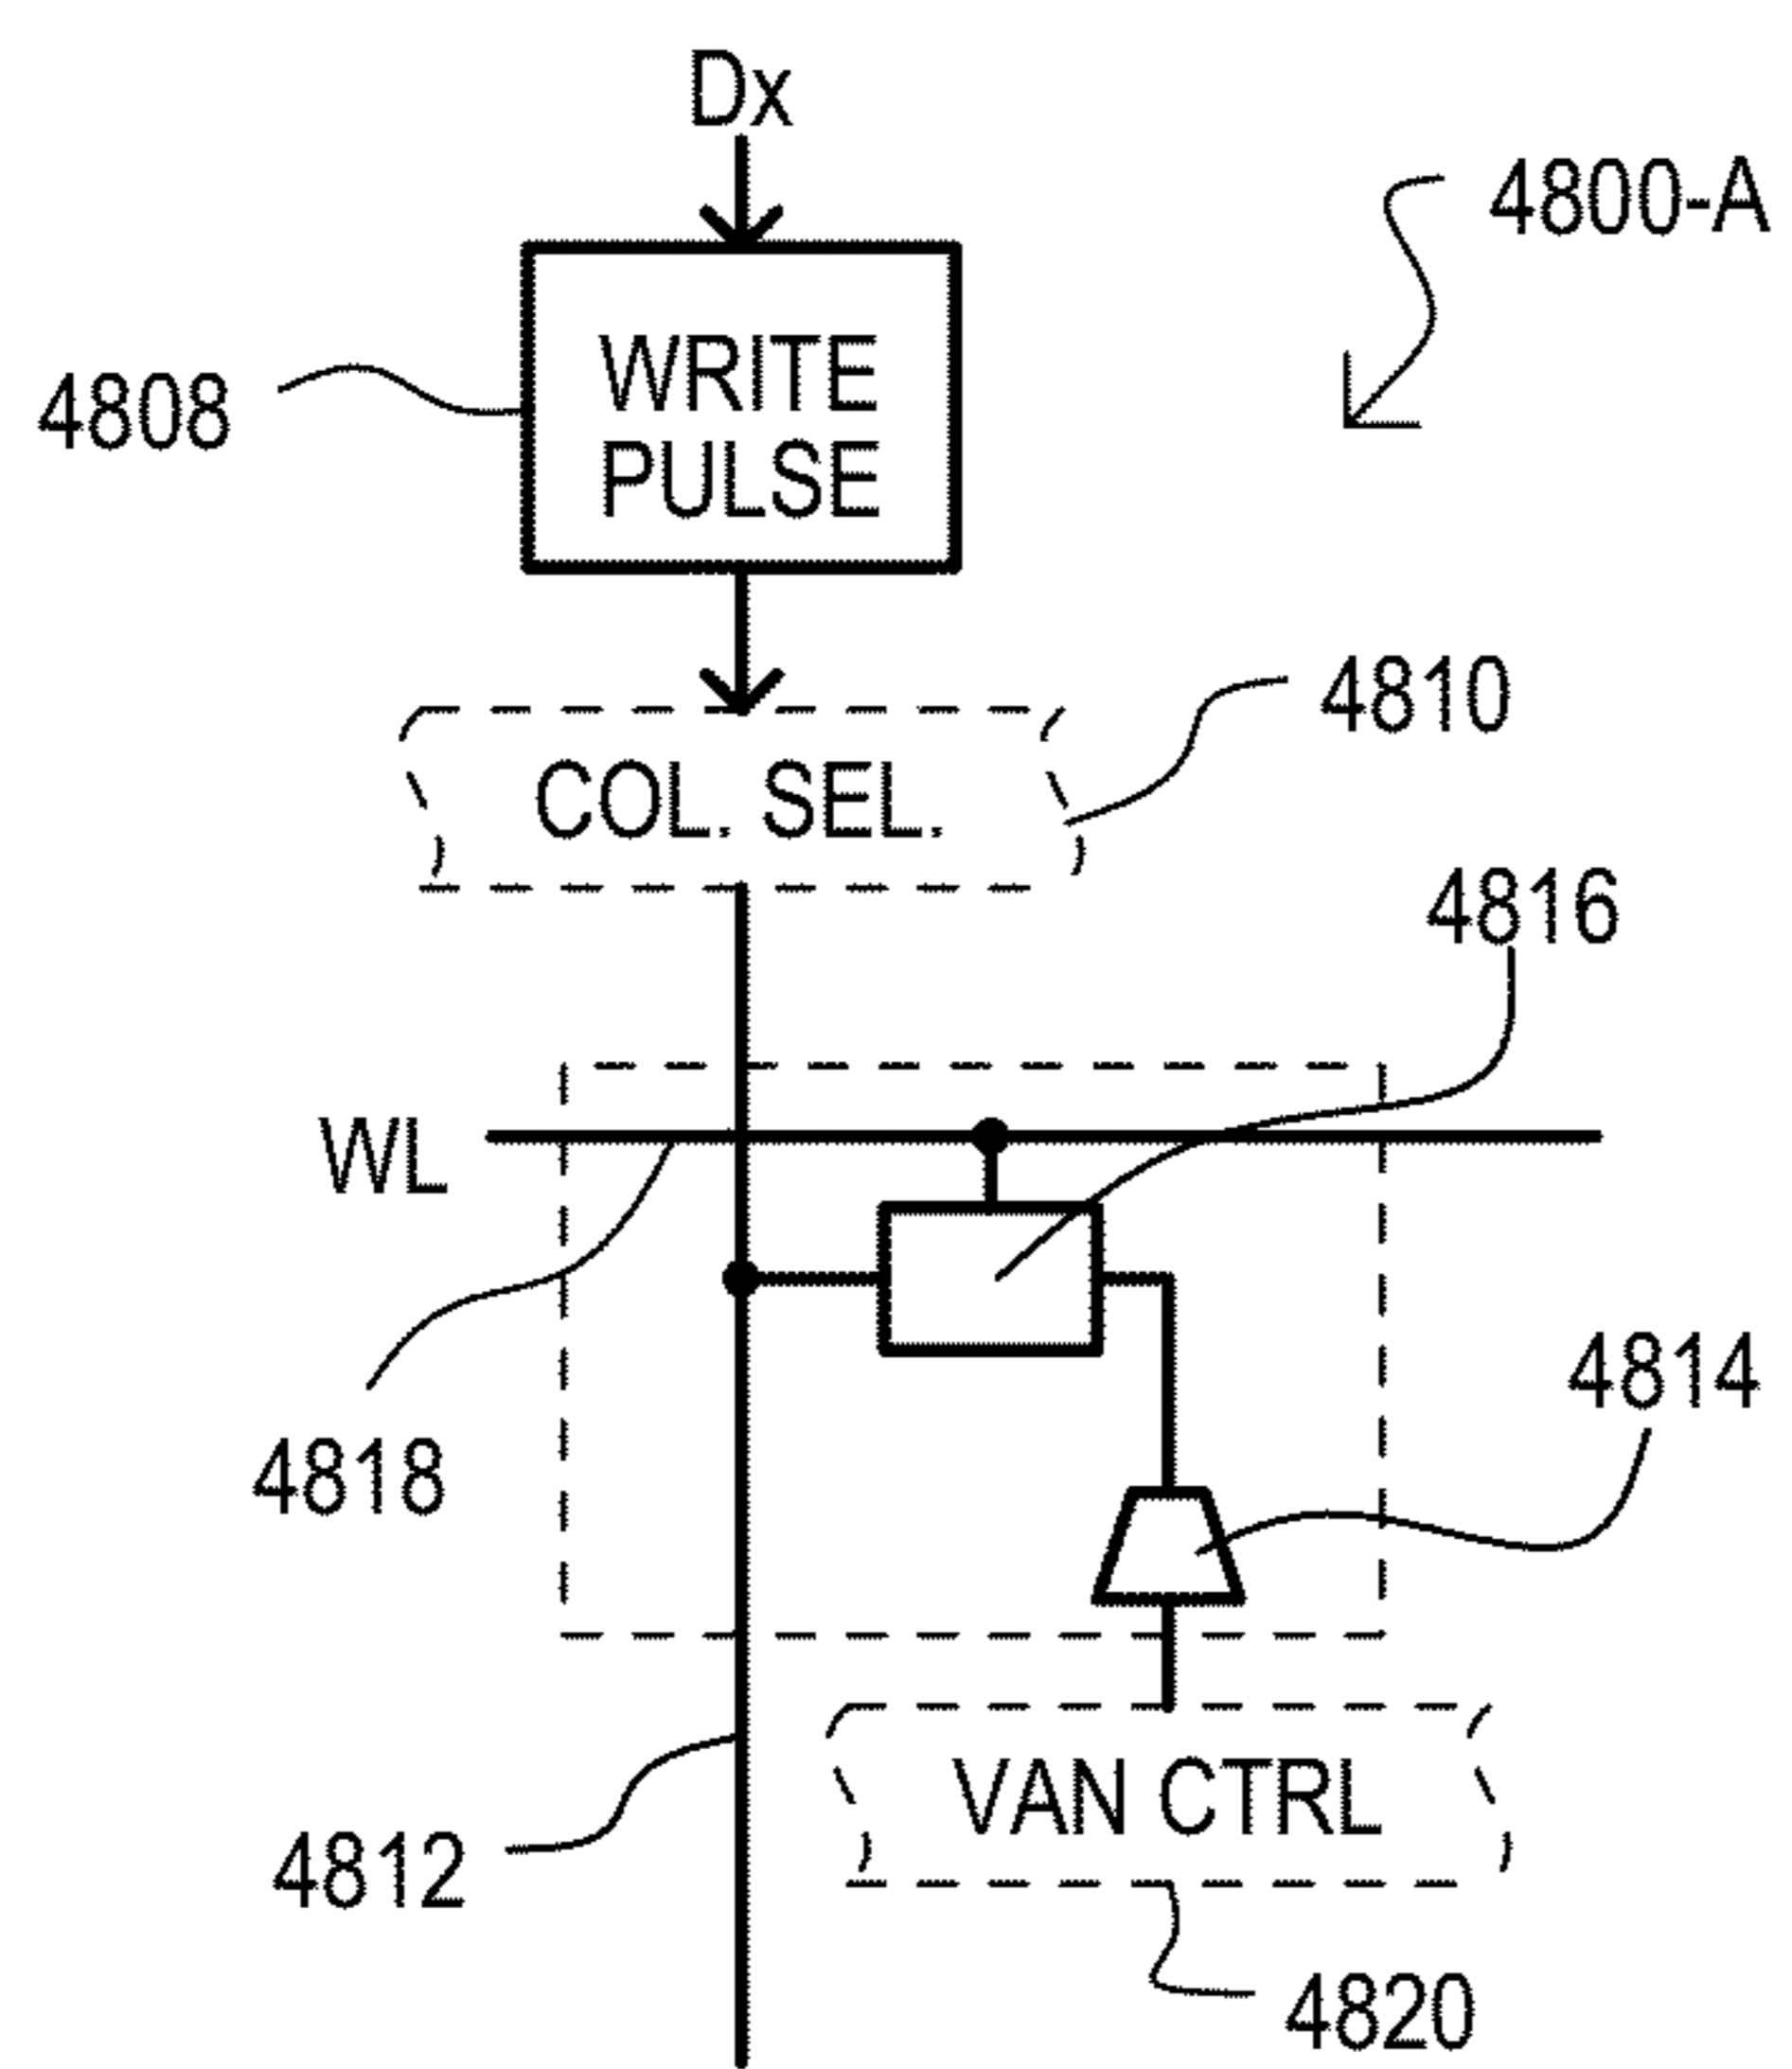 Dx
4800-A
WRITE
PULSE
4808
4810
COL. SEL.
4816
WL
4814
4818
VAN CTRL
4812
4820